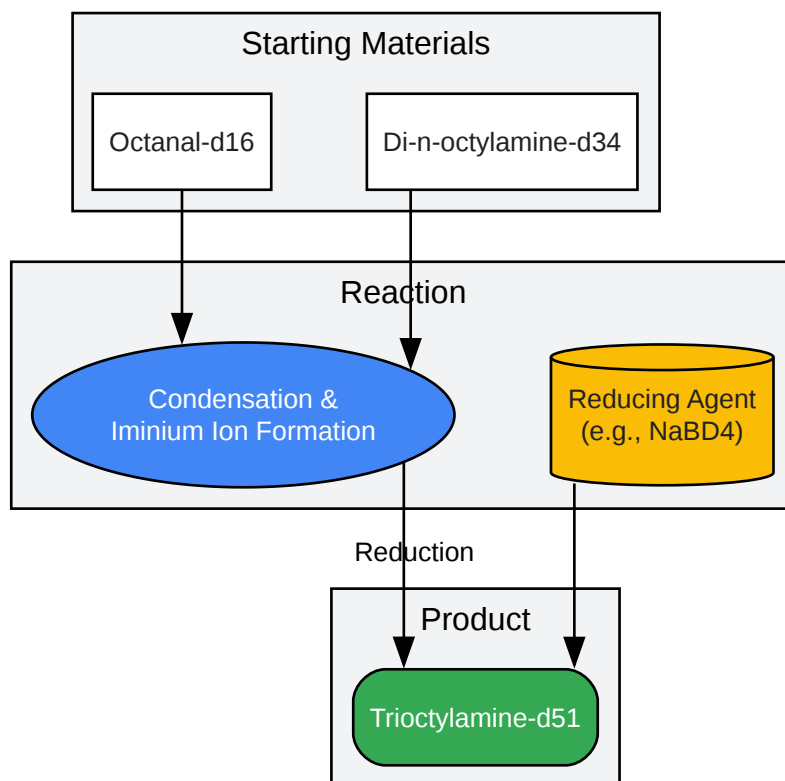 Starting Materials
Octanal-d16
Di-n-octylamine-d34
Reaction
Condensation &
Iminium Ion Formation
Reducing Agent
(e.g., NaBD4)
Reduction
Product
Trioctylamine-d51